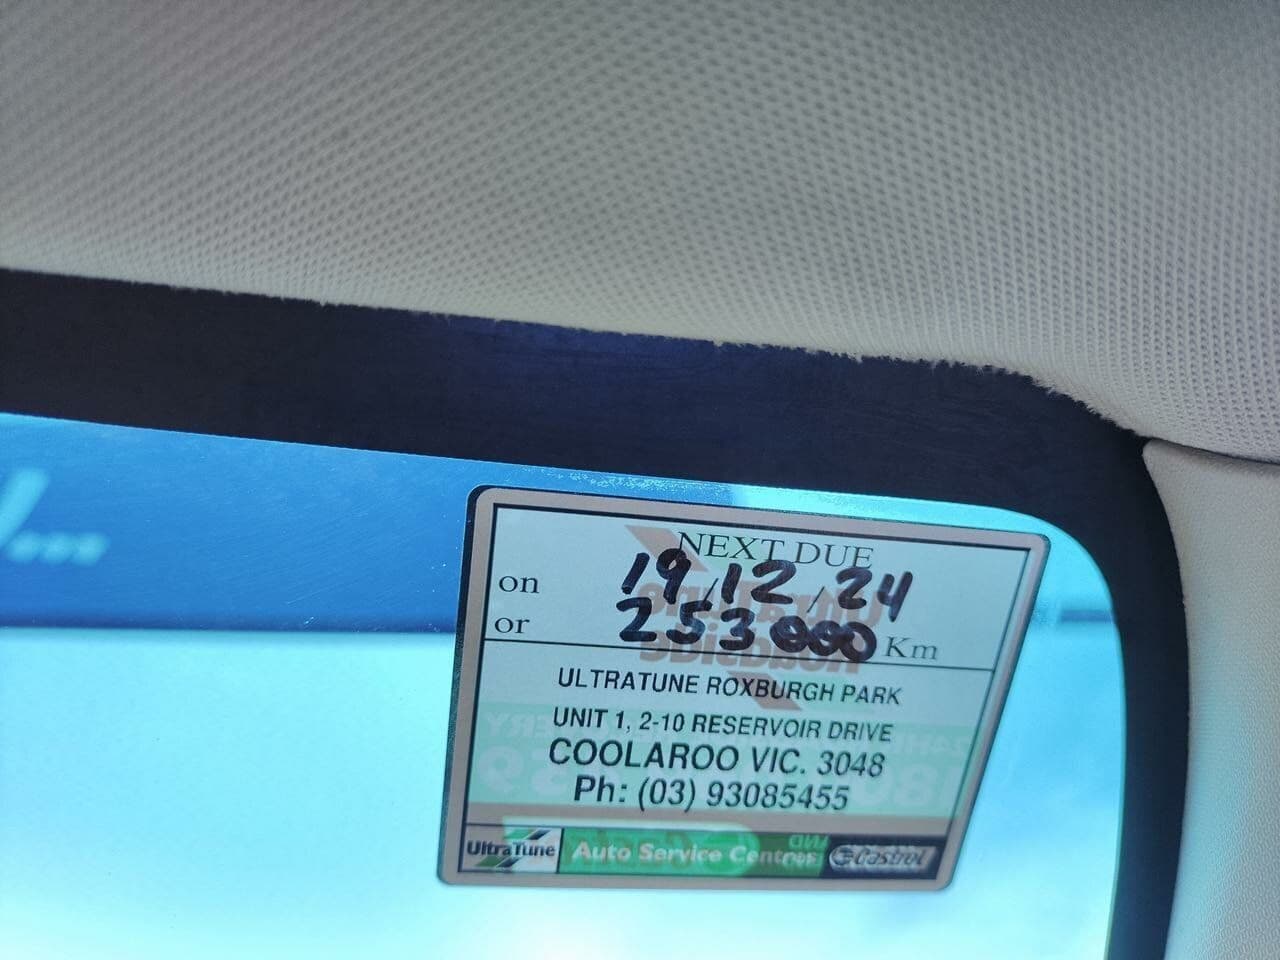 NEXT DUE
on 19/12/24
or 253000 Km
ULTRATUNE ROXBURGH PARK
UNIT 1, 2-10 RESERVOIR DRIVE
COOLAROO VIC. 3048
Ph: (03) 93085455
UltraTune Auto Service Centres Castrol